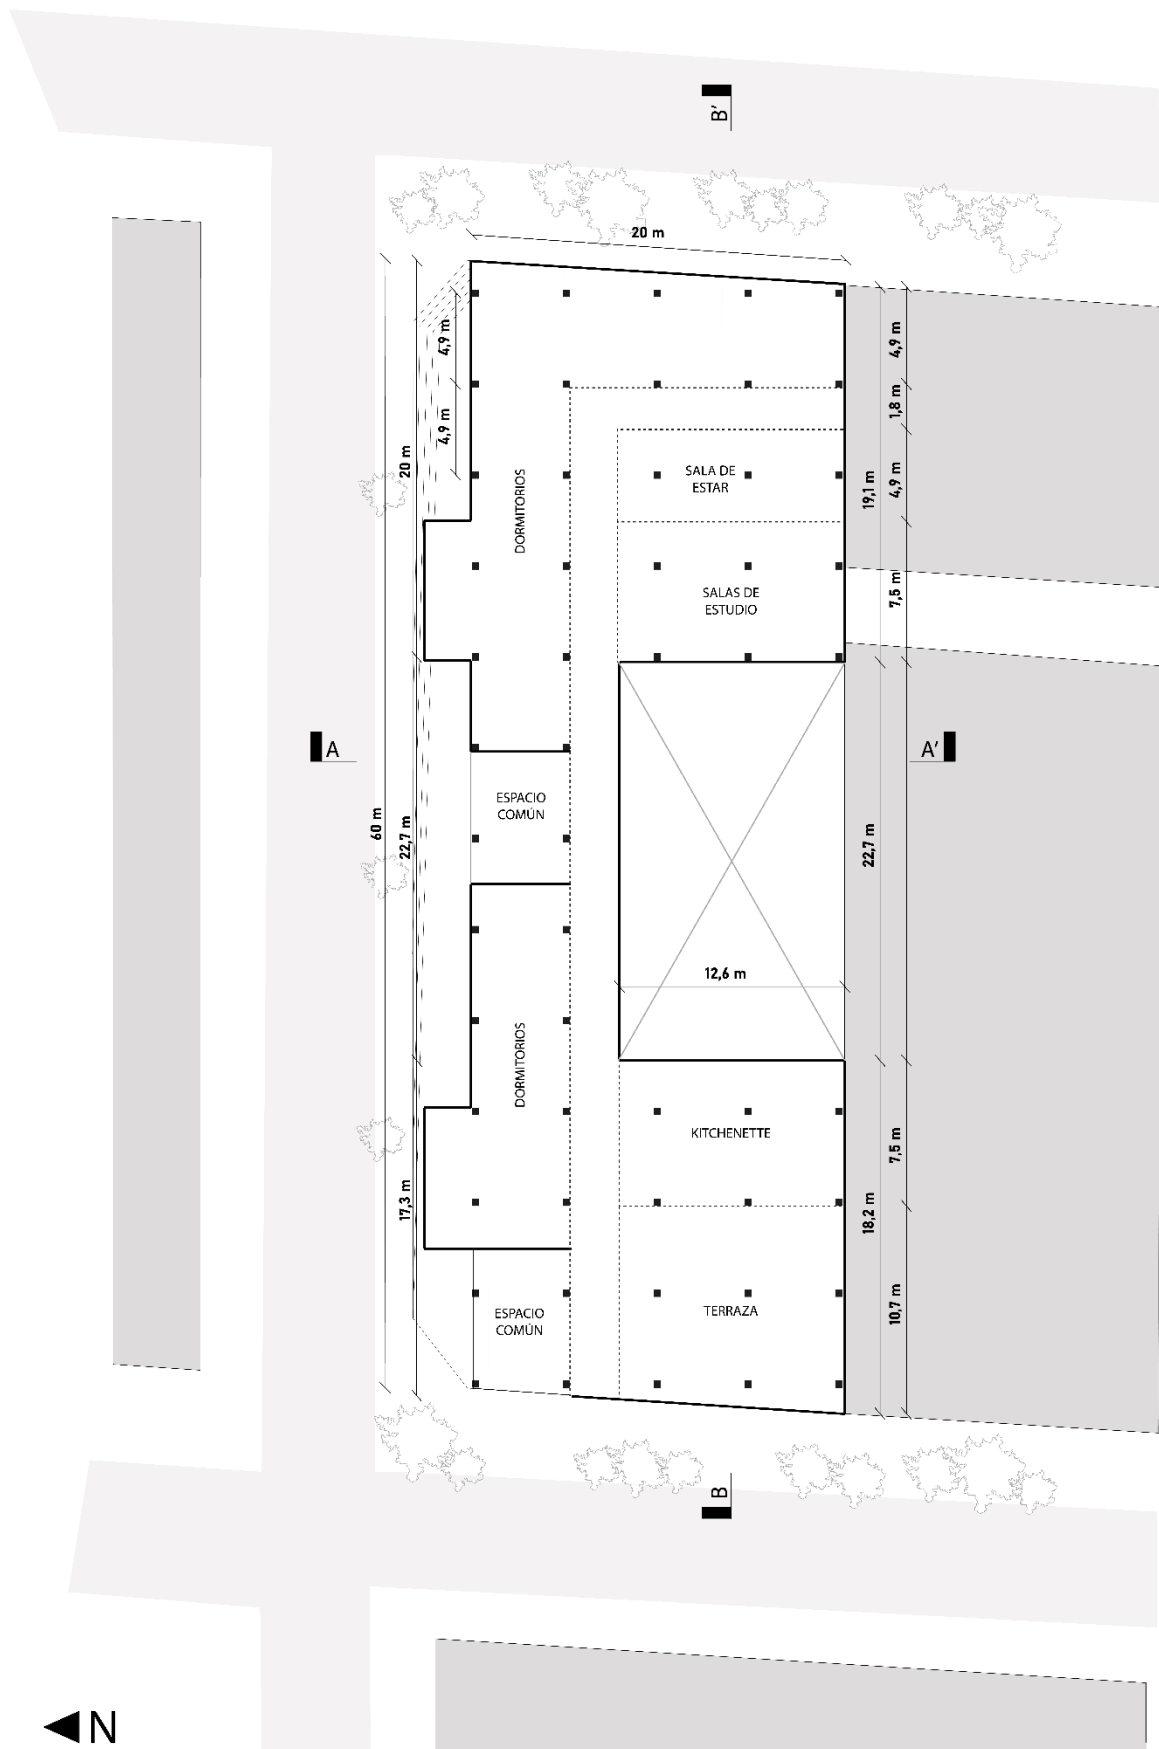 B'
20 m
4,9 m
4,9 m
20 m
60 m
22,7 m
17,3 m
4,9 m
1,8 m
4,9 m
19,1 m
7,5 m
22,7 m
7,5 m
18,2 m
10,7 m
DORMITORIOS
SALA DE
ESTAR
SALAS DE
ESTUDIO
A
A'
ESPACIO
COMÚN
12,6 m
DORMITORIOS
KITCHENETTE
TERRAZA
ESPACIO
COMÚN
B
N